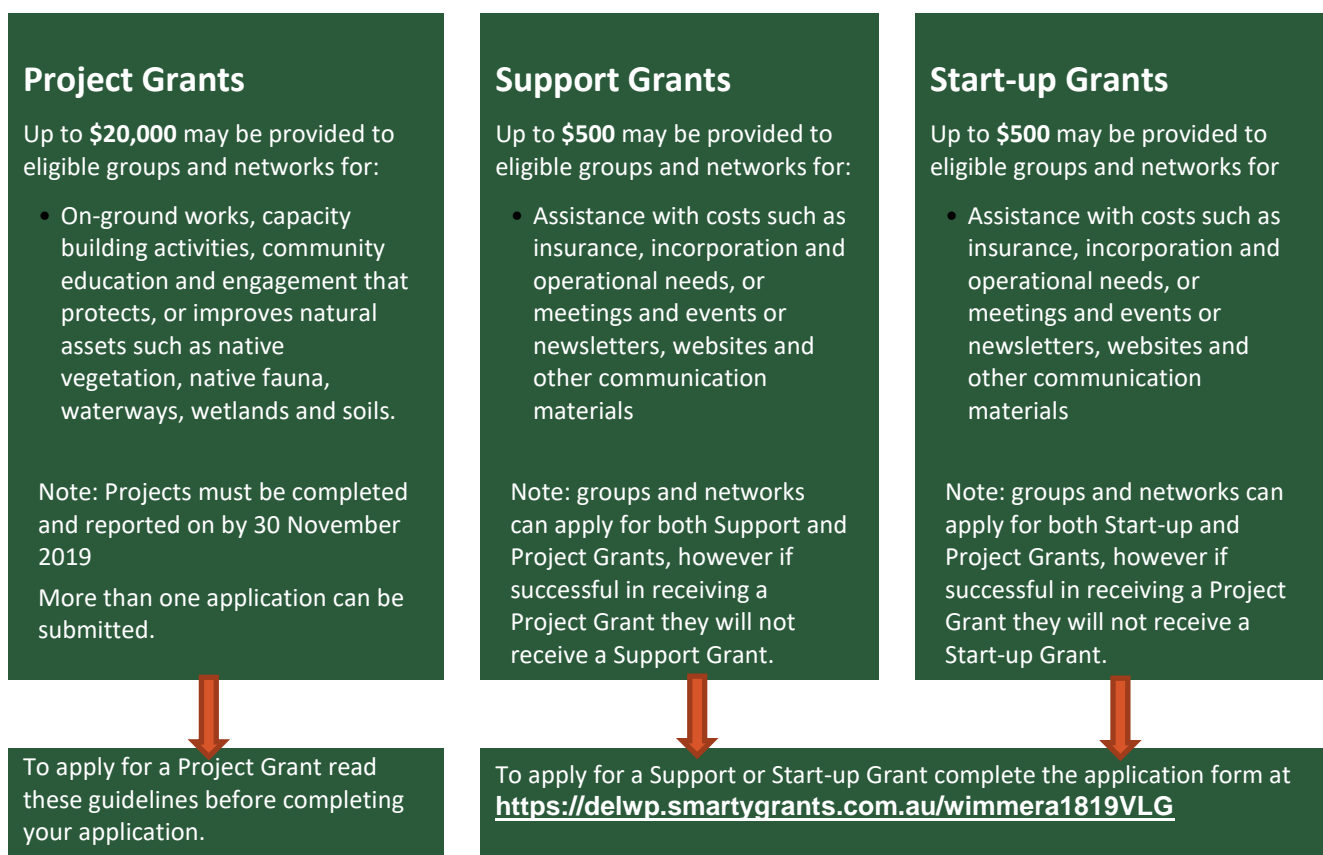 Project Grants
Up to $20,000 may be provided to
eligible groups and networks for:
• On-ground works, capacity
building activities, community
education and engagement that
protects, or improves natural
assets such as native
vegetation, native fauna,
waterways, wetlands and soils.
Note: Projects must be completed
and reported on by 30 November
2019
More than one application can be
submitted.
To apply for a Project Grant read
these guidelines before completing
your application.
Support Grants
Up to $500 may be provided to
eligible groups and networks for:
• Assistance with costs such as
insurance, incorporation and
operational needs, or
meetings and events or
newsletters, websites and
other communication
materials
Note: groups and networks
can apply for both Support and
Project Grants, however if
successful in receiving a
Project Grant they will not
receive a Support Grant.
Start-up Grants
Up to $500 may be provided to
eligible groups and networks for
• Assistance with costs such as
insurance, incorporation and
operational needs, or
meetings and events or
newsletters, websites and
other communication
materials
Note: groups and networks can
apply for both Start-up and
Project Grants, however if
successful in receiving a Project
Grant they will not receive a
Start-up Grant.
To apply for a Support or Start-up Grant complete the application form at
https://delwp.smartygrants.com.au/wimmera1819VLG